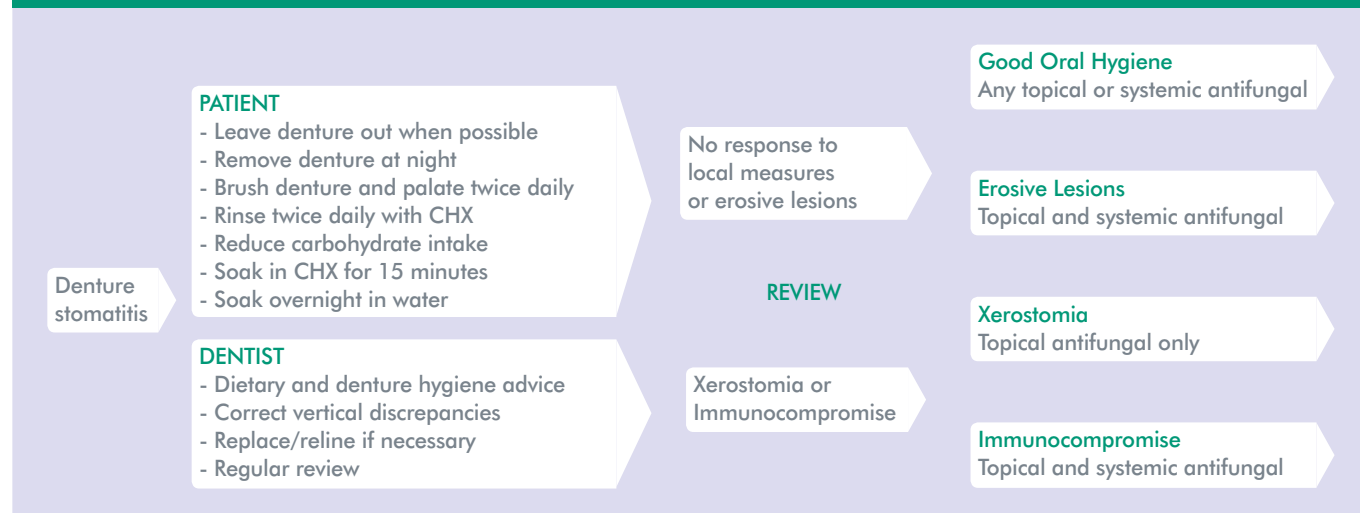 Denture
stomatitis
PATIENT
- Leave denture out when possible
- Remove denture at night
- Brush denture and palate twice daily
- Rinse twice daily with CHX
- Reduce carbohydrate intake
- Soak in CHX for 15 minutes
- Soak overnight in water
DENTIST
- Dietary and denture hygiene advice
- Correct vertical discrepancies
- Replace/reline if necessary
- Regular review
No response to
local measures
or erosive lesions
REVIEW
Xerostomia or
Immunocompromise
Good Oral Hygiene
Any topical or systemic antifungal
Erosive Lesions
Topical and systemic antifungal
Xerostomia
Topical antifungal only
Immunocompromise
Topical and systemic antifungal